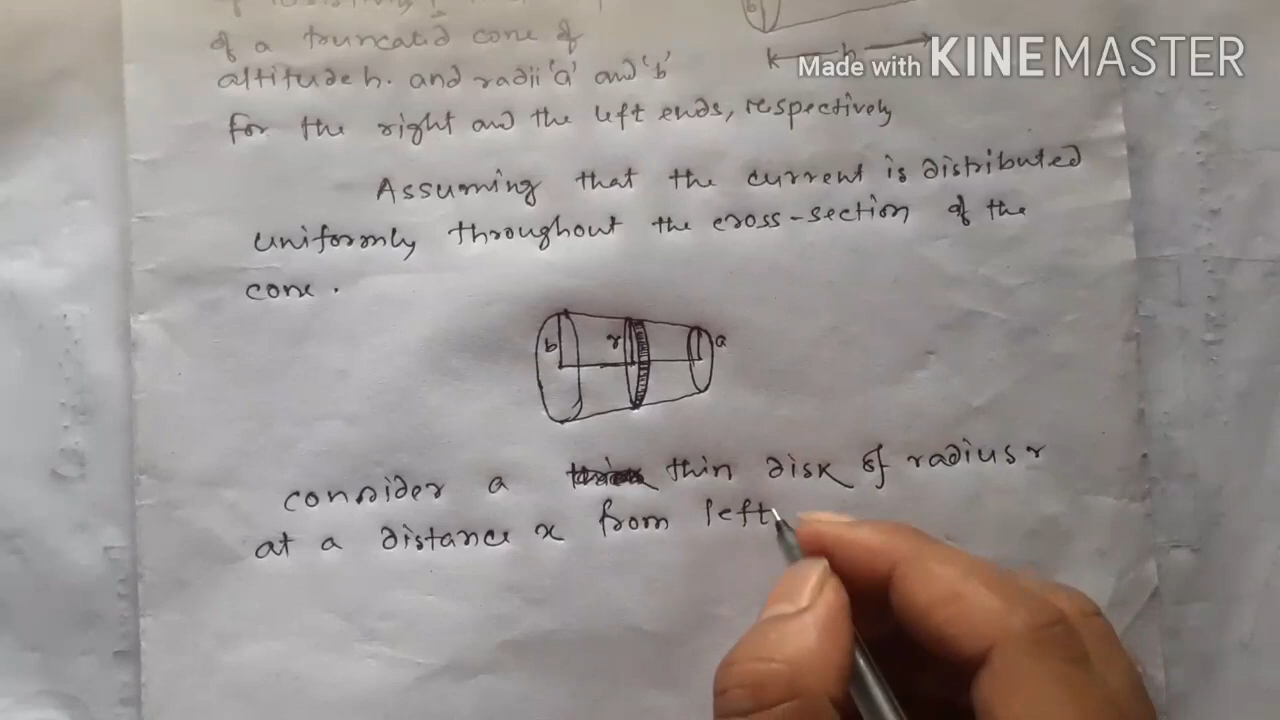 of a truncated cone of
altitude h. and radii 'a' and 'b'
for the right and the left ends, respectively
Made with KINEMASTER
b
h
Assuming that the current is distributed
uniformly throughout the cross-section of the
cone.
b r a
consider a thin disk of radius r
at a distance x from left